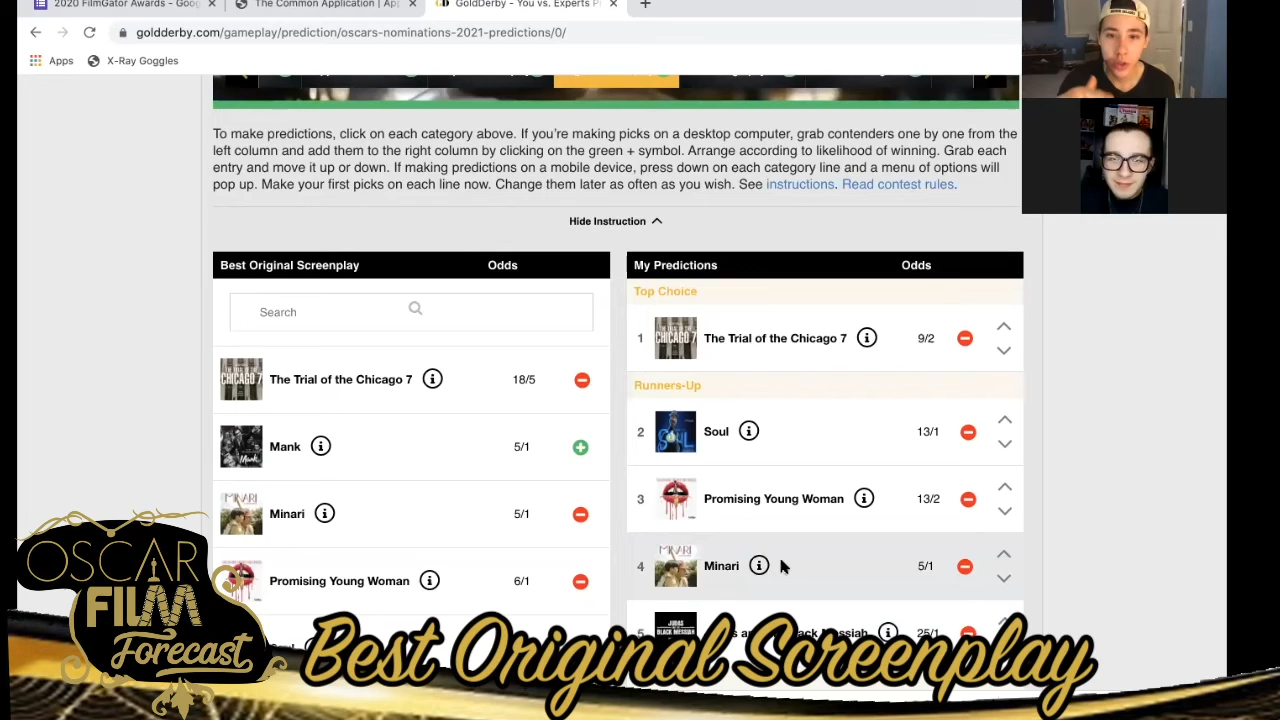 2020 FilmGator Awards - Goog
The Common Application | App
GoldDerby - You vs. Experts P
goldderby.com/gameplay/prediction/oscars-nominations-2021-predictions/0/
Apps
X-Ray Goggles
To make predictions, click on each category above. If you're making picks on a desktop computer, grab contenders one by one from the
left column and add them to the right column by clicking on the green + symbol. Arrange according to likelihood of winning. Grab each
entry and move it up or down. If making predictions on a mobile device, press down on each category line and a menu of options will
pop up. Make your first picks on each line now. Change them later as often as you wish. See instructions. Read contest rules.
Hide Instruction
Best Original Screenplay Odds
Search
The Trial of the Chicago 7 18/5
Mank 5/1
Minari 5/1
Promising Young Woman 6/1
My Predictions Odds
Top Choice
1 The Trial of the Chicago 7 9/2
Runners-Up
2 Soul 13/1
3 Promising Young Woman 13/2
4 Minari 5/1
5 Black Messiah 25/1
OSCAR
FILM
Forecast
Best Original Screenplay